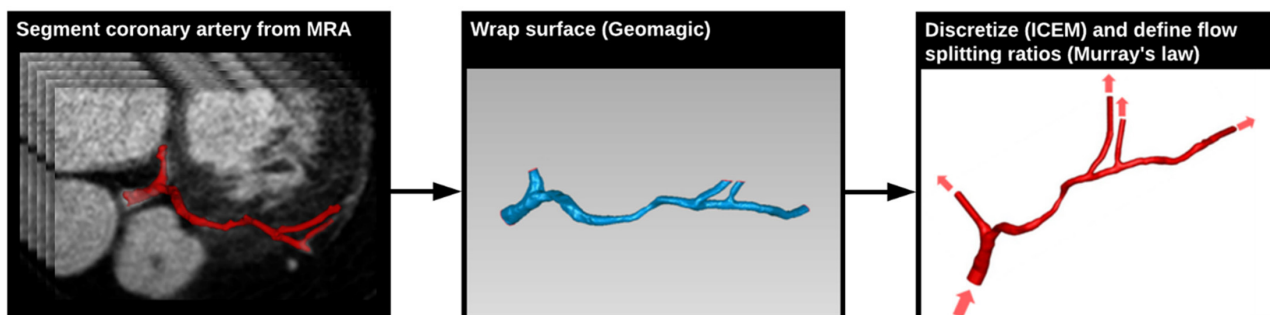 Segment coronary artery from MRA
Wrap surface (Geomagic)
Discretize (ICEM) and define flow
splitting ratios (Murray's law)